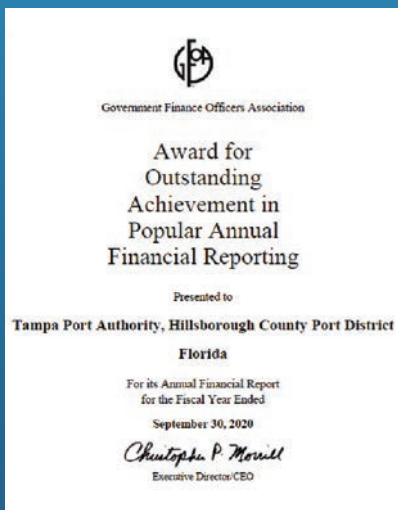 GFOA
Government Finance Officers Association
Award for
Outstanding
Achievement in
Popular Annual
Financial Reporting
Presented to
Tampa Port Authority, Hillsborough County Port District
Florida
For its Annual Financial Report
for the Fiscal Year Ended
September 30, 2020
Christopher P. Morrill
Executive Director/CEO